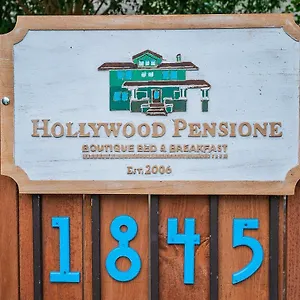 HOLLYWOOD PENSIONE
BOUTIQUE BED & BREAKFAST
EST. 2006
1845